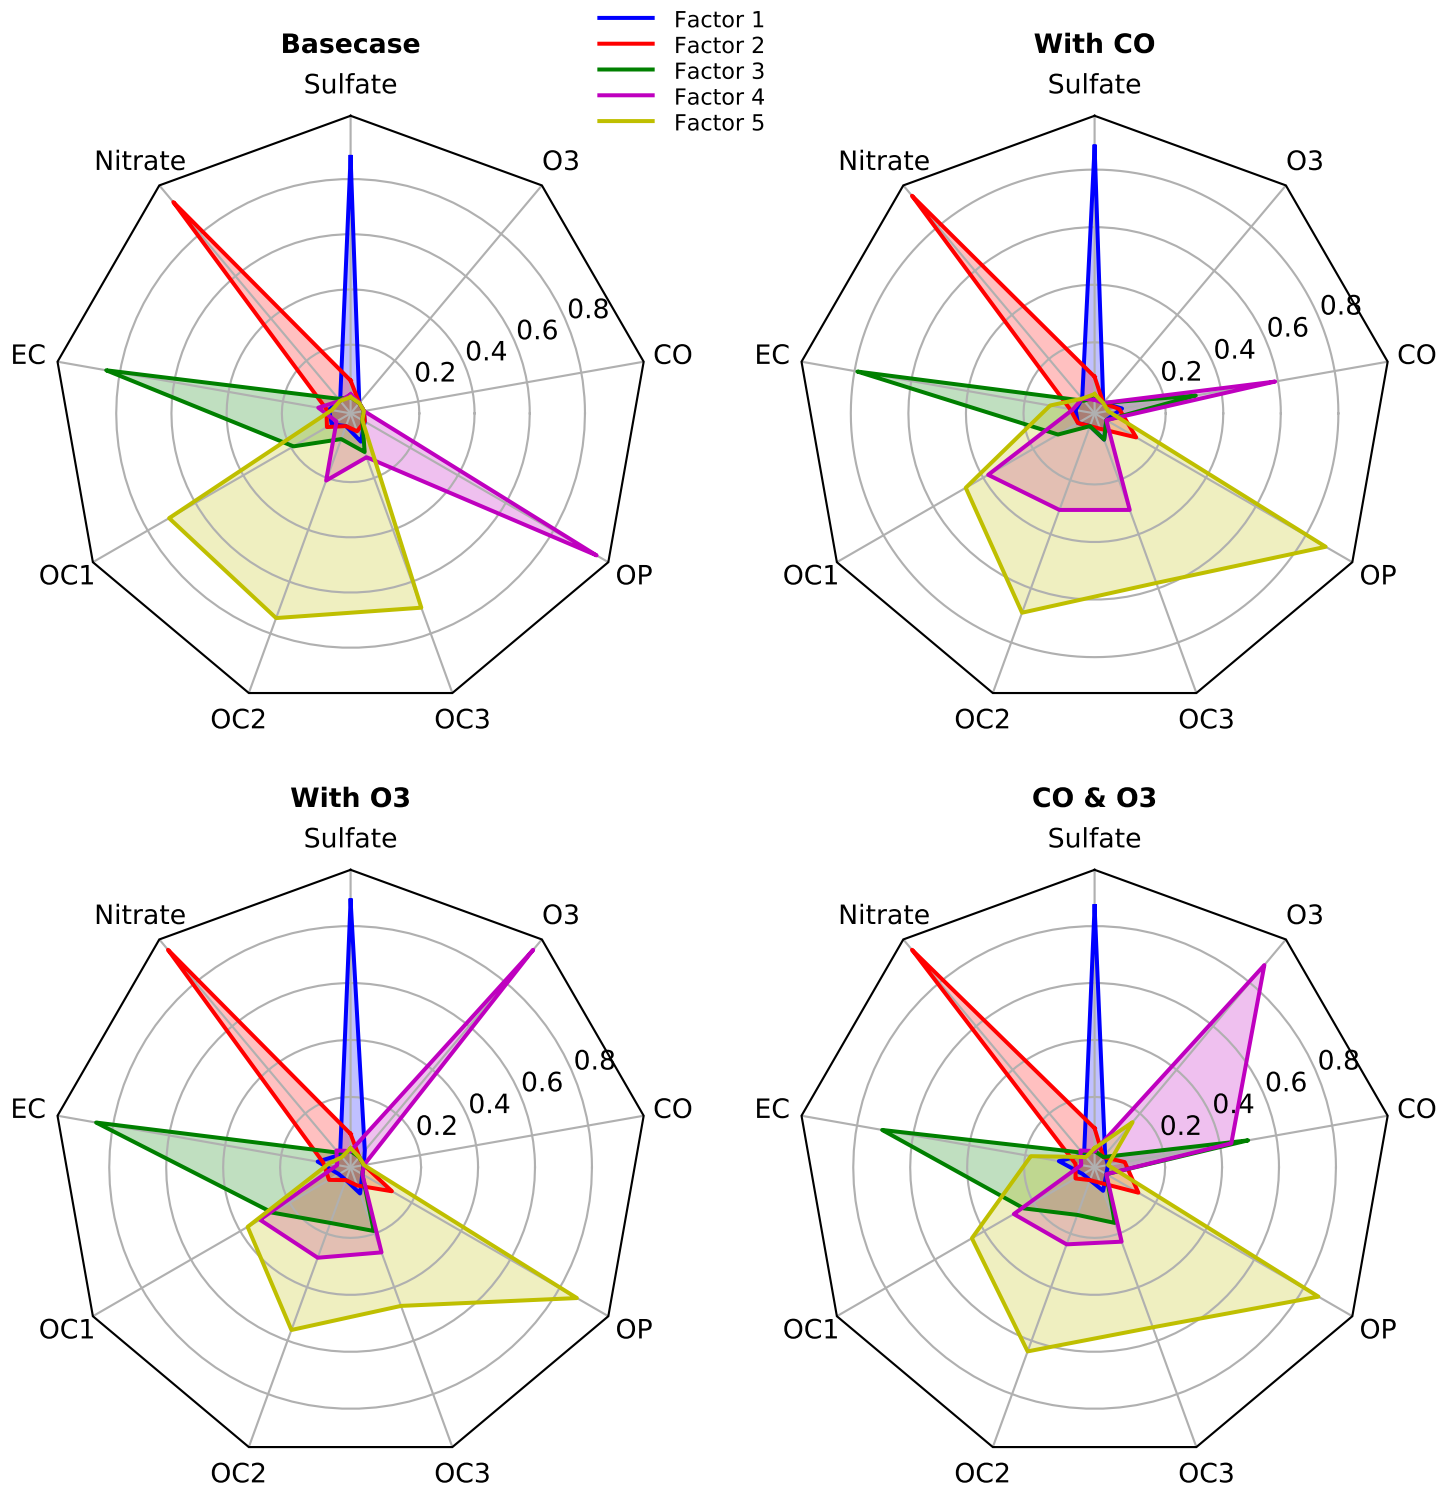 Factor 1
Factor 2
Factor 3
Factor 4
Factor 5
Basecase
Sulfate
Nitrate
O3
EC
CO
OC1
OP
OC2
OC3
0.2
0.4
0.6
0.8
With CO
Sulfate
Nitrate
O3
EC
CO
OC1
OP
OC2
OC3
0.2
0.4
0.6
0.8
With O3
Sulfate
Nitrate
O3
EC
CO
OC1
OP
OC2
OC3
0.2
0.4
0.6
0.8
CO & O3
Sulfate
Nitrate
O3
EC
CO
OC1
OP
OC2
OC3
0.2
0.4
0.6
0.8